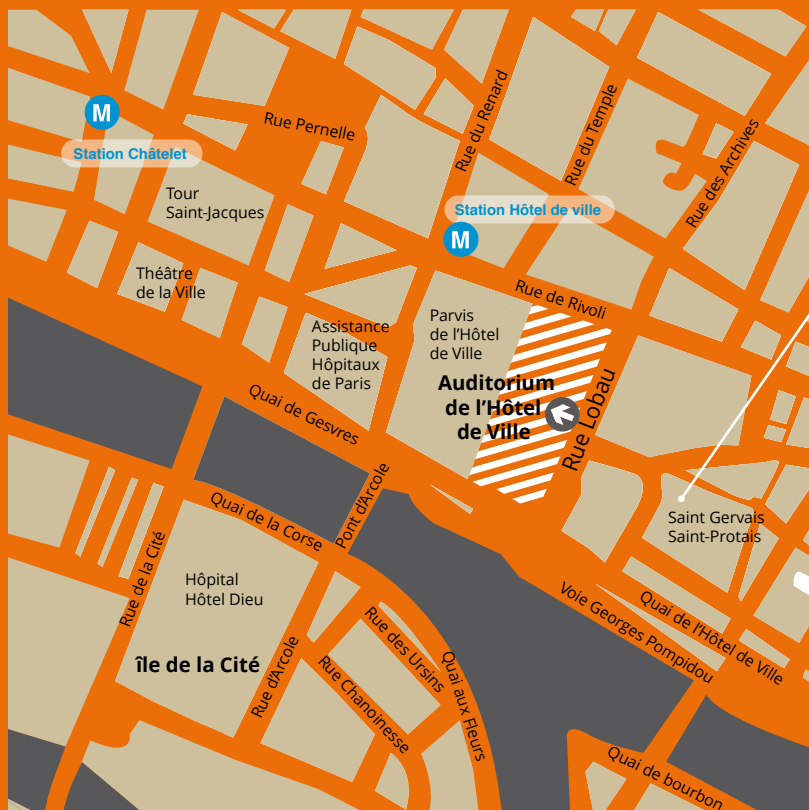 M
Station Châtelet
Rue Pernelle
Rue du Renard
Rue du Temple
Rue des Archives
Tour
Saint-Jacques
Station Hôtel de ville
M
Théâtre
de la Ville
Rue de Rivoli
Assistance
Publique
Hôpitaux
de Paris
Parvis
de l'Hôtel
de Ville
Auditorium
de l'Hôtel
de Ville
Rue Lobau
Quai de Gesvres
Pont d'Arcole
Quai de la Corse
Saint Gervais
Saint-Protais
Rue de la Cité
Hôpital
Hôtel Dieu
île de la Cité
Rue d'Arcole
Rue des Ursins
Rue Chanoinesse
Quai aux Fleurs
Voie Georges Pompidou
Quai de l'Hôtel de Ville
Quai de bourbon